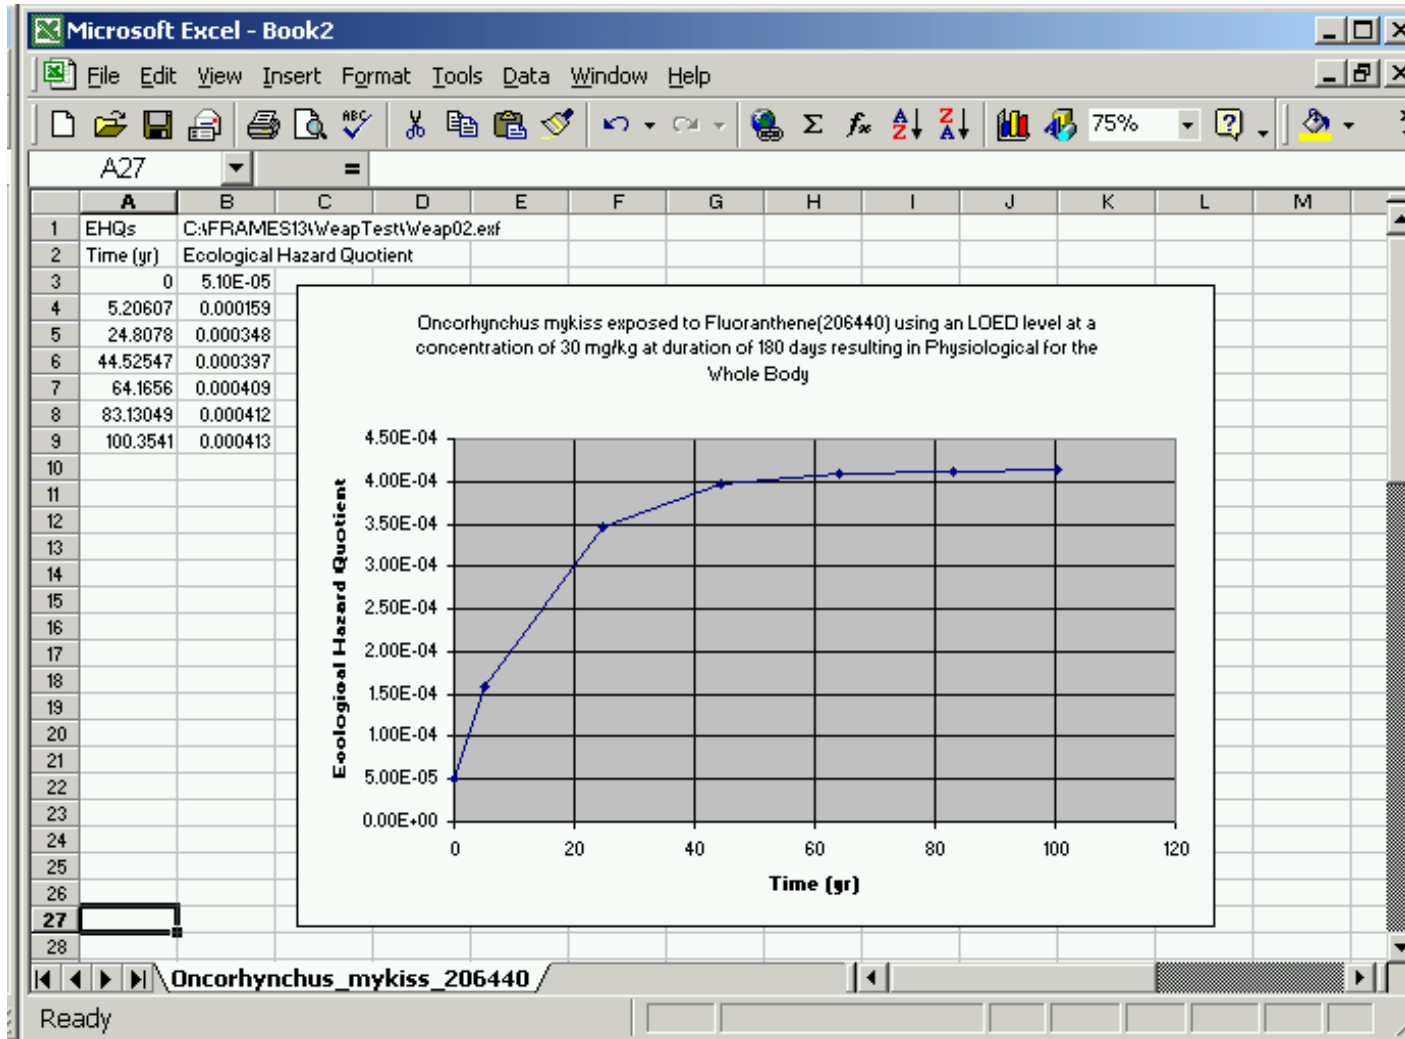 Microsoft Excel - Book2
File Edit View Insert Format Tools Data Window Help
ABC Σ fx A Z Z A 75% ?
A27 =
A B C D E F G H I J K L M
1 EHQs C:\FRAMES13\WeapTest\Weap02.exf
2 Time (yr) Ecological Hazard Quotient
3 0 5.10E-05
4 5.20607 0.000159
5 24.8078 0.000348
6 44.52547 0.000397
7 64.1656 0.000409
8 83.13049 0.000412
9 100.3541 0.000413
10
11
12
13
14
15
16
17
18
19
20
21
22
23
24
25
26
27
28
Oncorhynchus mykiss exposed to Fluoranthene(206440) using an LOED level at a
concentration of 30 mg/kg at duration of 180 days resulting in Physiological for the
Whole Body
Ecological Hazard Quotient
4.50E-04
4.00E-04
3.50E-04
3.00E-04
2.50E-04
2.00E-04
1.50E-04
1.00E-04
5.00E-05
0.00E+00
0 20 40 60 80 100 120
Time (yr)
Oncorhynchus_mykiss_206440
Ready